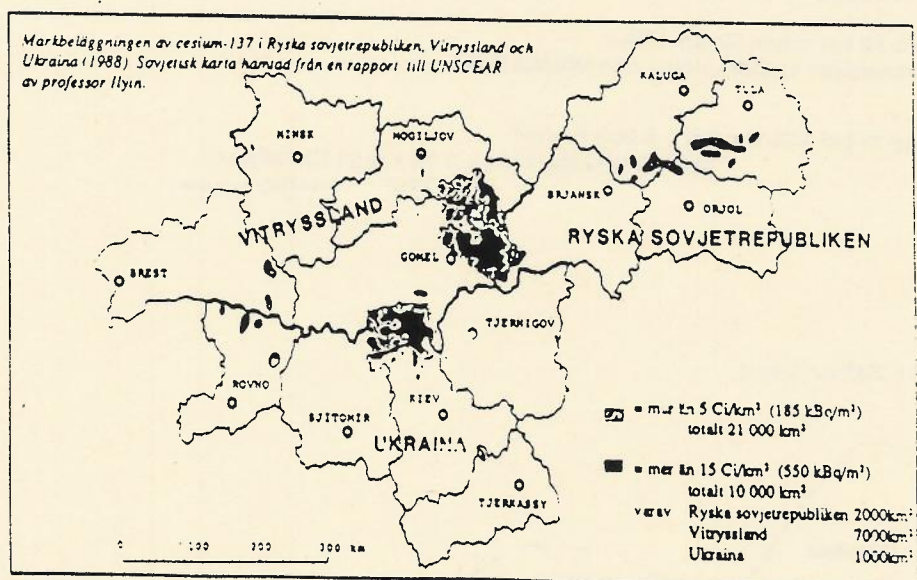 Markbeläggningen av cesium-137 i Ryska sovjetrepubliken, Vitryssland och
Ukraina (1988). Sovjetisk karta hämtad från en rapport till UNSCEAR
av professor Ilyin.
KALUGA
TULA
MINSK
MOGILJOV
BRJANSK
ORJOL
VITRYSSLAND
RYSKA SOVJETREPUBLIKEN
GOMEL
BREST
TJERNIGOV
ROVNO
KIEV
SJITOMIR
UKRAINA
TJERKASSY
= mer än 5 Ci/km² (185 kBq/m²)
totalt 21 000 km²
= mer än 15 Ci/km² (550 kBq/m²)
totalt 10 000 km²
varav Ryska sovjetrepubliken 2000km²
Vitryssland 7000km²
Ukraina 1000km²
0 100 200 300 km